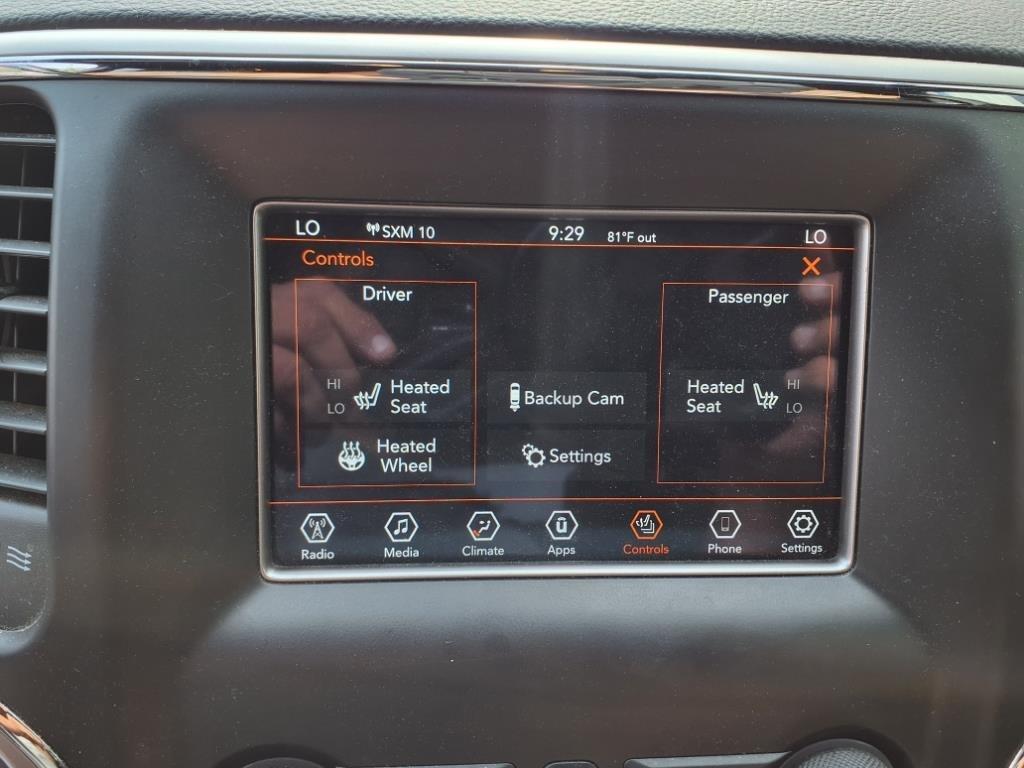 LO SXM 10 9:29 81°F out LO
Controls
Driver
Passenger
HI
LO
Heated
Seat
Backup Cam
Heated
Seat
HI
LO
Heated
Wheel
Settings
Radio Media Climate ū Apps Controls Phone Settings